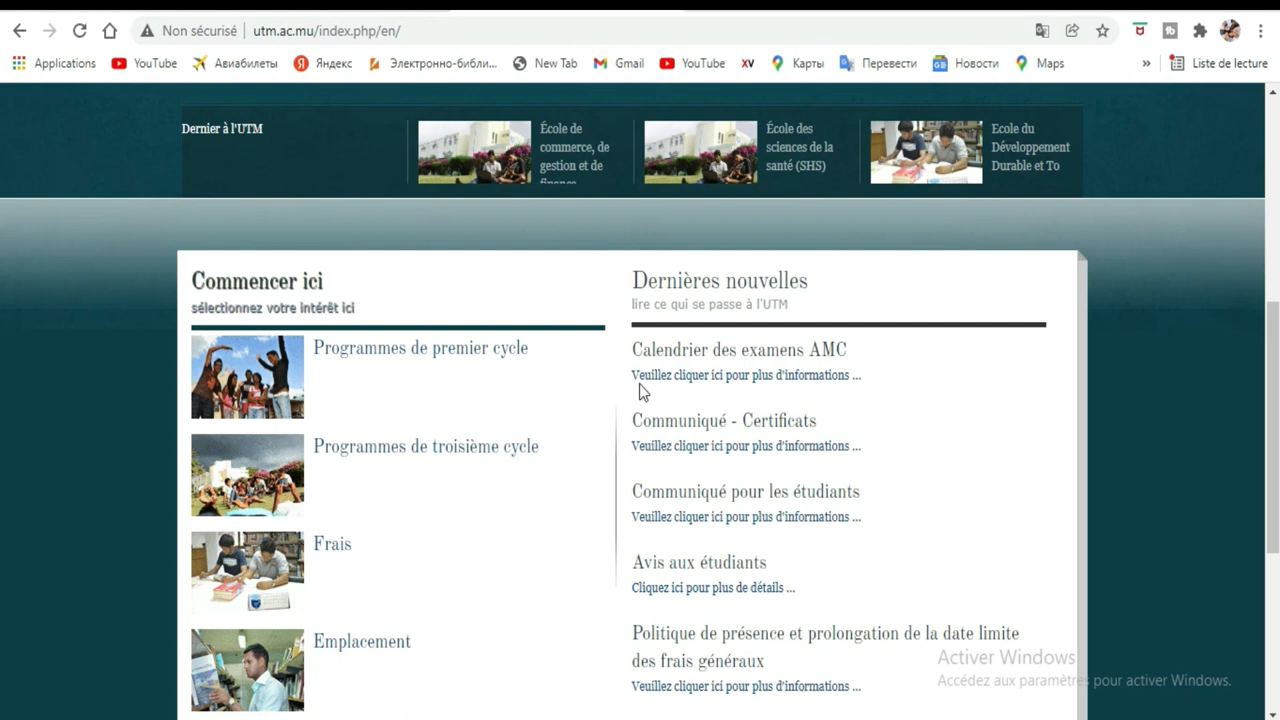 Non sécurisé
utm.ac.mu/index.php/en/
Applications
YouTube
Авиабилеты
Яндекс
Электронно-библи...
New Tab
Gmail
YouTube
XV
Карты
Перевести
Новости
Maps
»
Liste de lecture
Dernier à l'UTM
École de
commerce, de
gestion et de
finance
École des
sciences de la
santé (SHS)
Ecole du
Développement
Durable et To
Commencer ici
sélectionnez votre intérêt ici
Programmes de premier cycle
Programmes de troisième cycle
Frais
Emplacement
Dernières nouvelles
lire ce qui se passe à l'UTM
Calendrier des examens AMC
Veuillez cliquer ici pour plus d'informations ...
Communiqué - Certificats
Veuillez cliquer ici pour plus d'informations ...
Communiqué pour les étudiants
Veuillez cliquer ici pour plus d'informations ...
Avis aux étudiants
Cliquez ici pour plus de détails ...
Politique de présence et prolongation de la date limite
des frais généraux
Veuillez cliquer ici pour plus d'informations ...
Activer Windows
Accédez aux paramètres pour activer Windows.